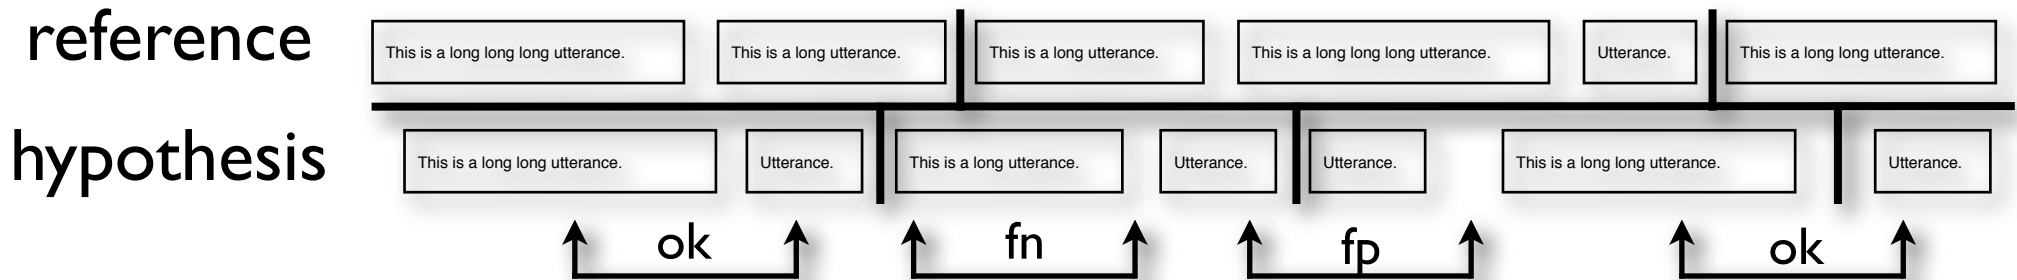 reference
This is a long long long utterance.
This is a long utterance.
This is a long utterance.
This is a long long long utterance.
Utterance.
This is a long long utterance.
hypothesis
This is a long long utterance.
Utterance.
This is a long utterance.
Utterance.
Utterance.
This is a long long utterance.
Utterance.
ok
fn
fp
ok